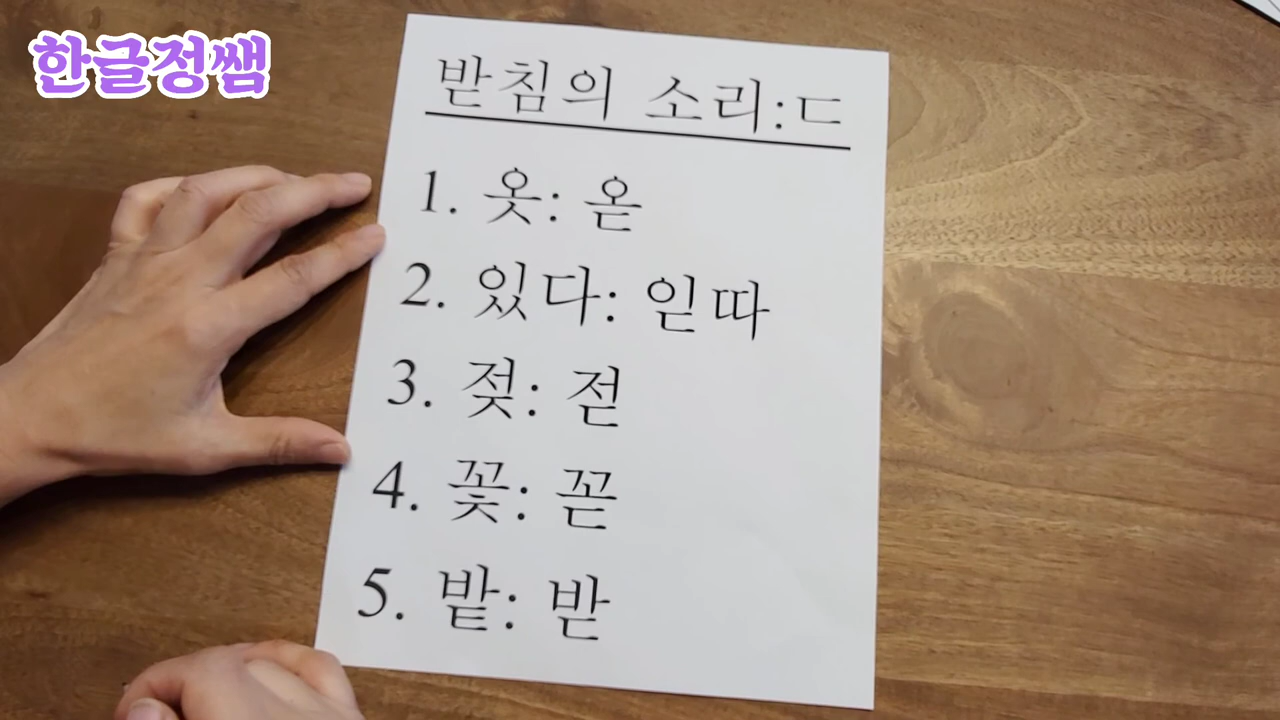 한글정쌤
받침의 소리:ㄷ
1. 옷: 옫
2. 있다: 읻따
3. 젖: 젇
4. 꽃: 꼳
5. 밭: 받